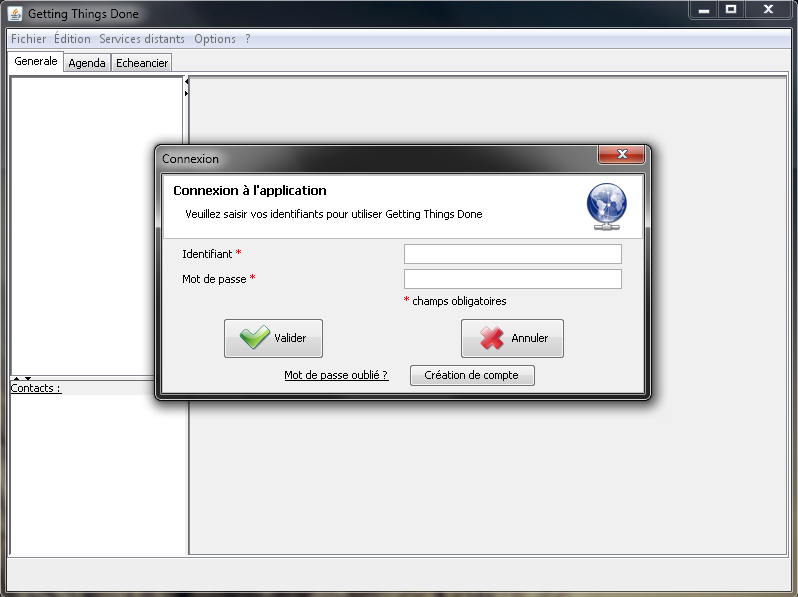 Getting Things Done
Fichier Édition Services distants Options ?
Generale Agenda Echeancier
Connexion
Connexion à l'application
Veuillez saisir vos identifiants pour utiliser Getting Things Done
Identifiant *
Mot de passe *
* champs obligatoires
Valider Annuler
Mot de passe oublié ? Création de compte
Contacts :